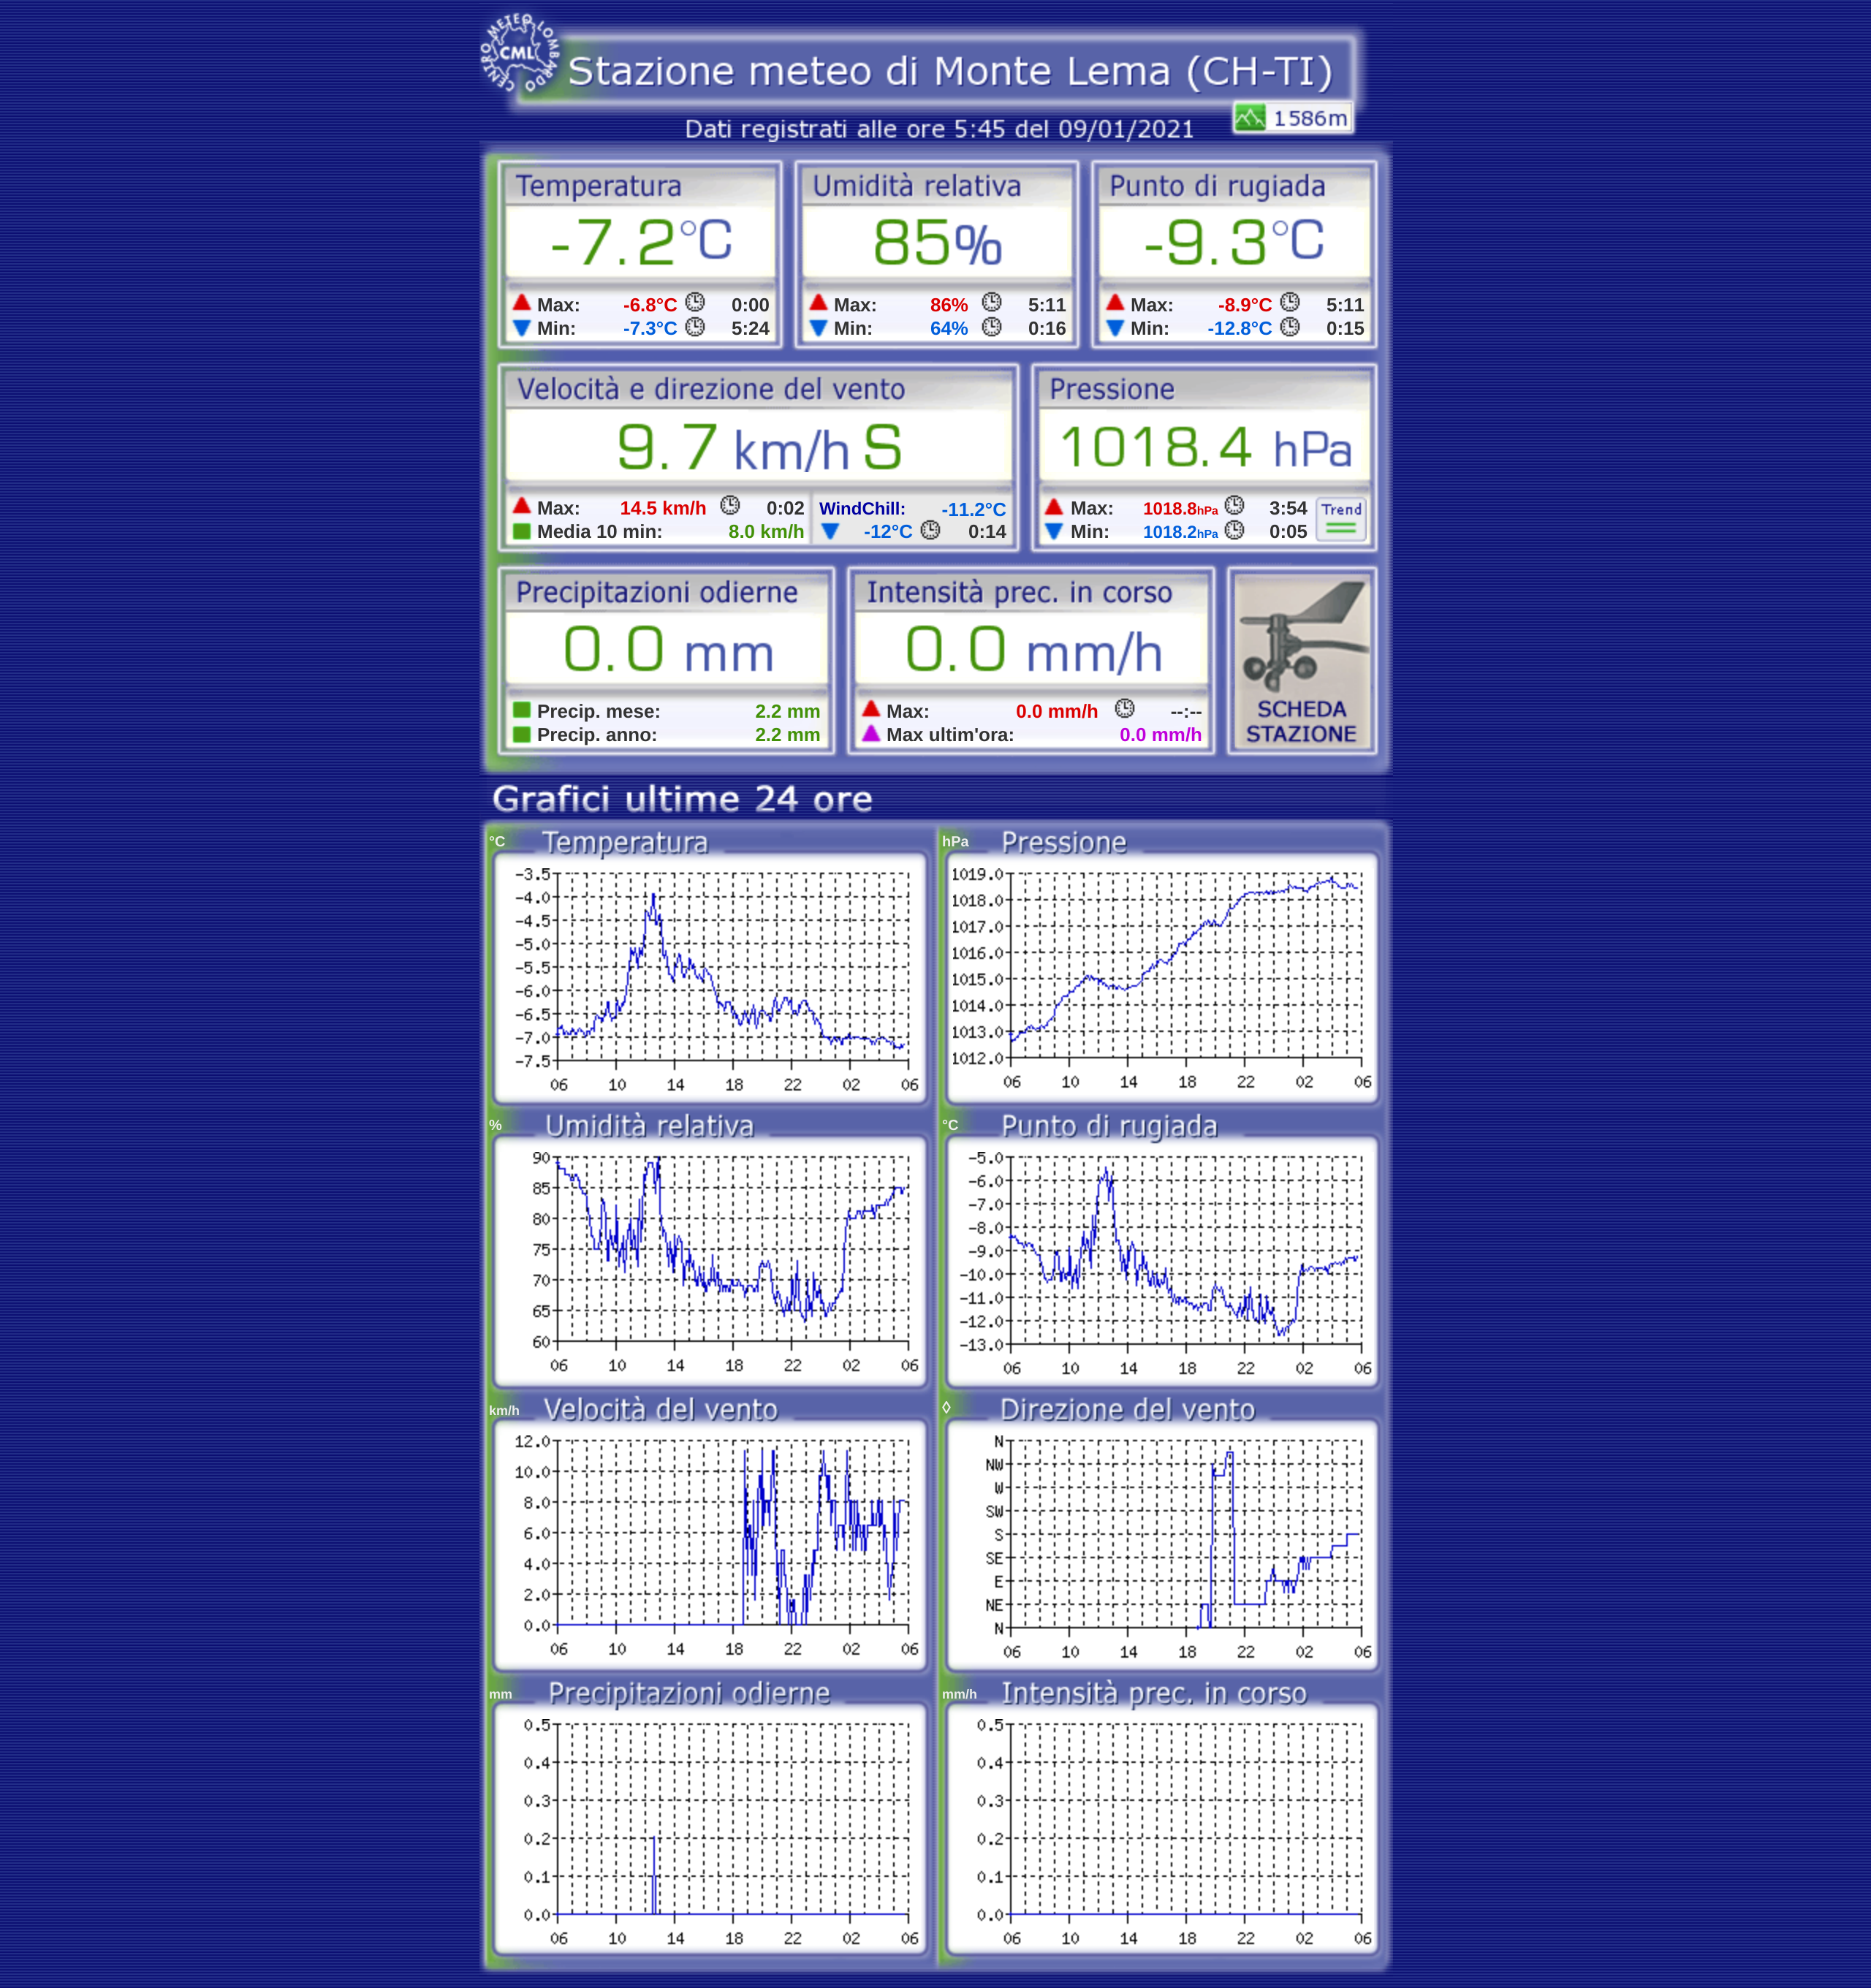 CENTRO METEO LOMBARDO
CML
Stazione meteo di Monte Lema (CH-TI)
1586m
Dati registrati alle ore 5:45 del 09/01/2021
Temperatura Umidità relativa Punto di rugiada
-7.2°C 85% -9.3°C
Max: -6.8°C 0:00 Max: 86% 5:11 Max: -8.9°C 5:11
Min: -7.3°C 5:24 Min: 64% 0:16 Min: -12.8°C 0:15
Velocità e direzione del vento Pressione
9.7 km/h S 1018.4 hPa
Max: 14.5 km/h 0:02 WindChill: -11.2°C Max: 1018.8hPa 3:54 Trend
Media 10 min: 8.0 km/h -12°C 0:14 Min: 1018.2hPa 0:05
Precipitazioni odierne Intensità prec. in corso
0.0 mm 0.0 mm/h
Precip. mese: 2.2 mm Max: 0.0 mm/h --:-- SCHEDA
Precip. anno: 2.2 mm Max ultim'ora: 0.0 mm/h STAZIONE
Grafici ultime 24 ore
°C Temperatura
-3.5
-4.0
-4.5
-5.0
-5.5
-6.0
-6.5
-7.0
-7.5
06 10 14 18 22 02 06
hPa Pressione
1019.0
1018.0
1017.0
1016.0
1015.0
1014.0
1013.0
1012.0
06 10 14 18 22 02 06
% Umidità relativa
90
85
80
75
70
65
60
06 10 14 18 22 02 06
°C Punto di rugiada
-5.0
-6.0
-7.0
-8.0
-9.0
-10.0
-11.0
-12.0
-13.0
06 10 14 18 22 02 06
km/h Velocità del vento
12.0
10.0
8.0
6.0
4.0
2.0
0.0
06 10 14 18 22 02 06
◊ Direzione del vento
N
NW
W
SW
S
SE
E
NE
N
06 10 14 18 22 02 06
mm Precipitazioni odierne
0.5
0.4
0.3
0.2
0.1
0.0
06 10 14 18 22 02 06
mm/h Intensità prec. in corso
0.5
0.4
0.3
0.2
0.1
0.0
06 10 14 18 22 02 06